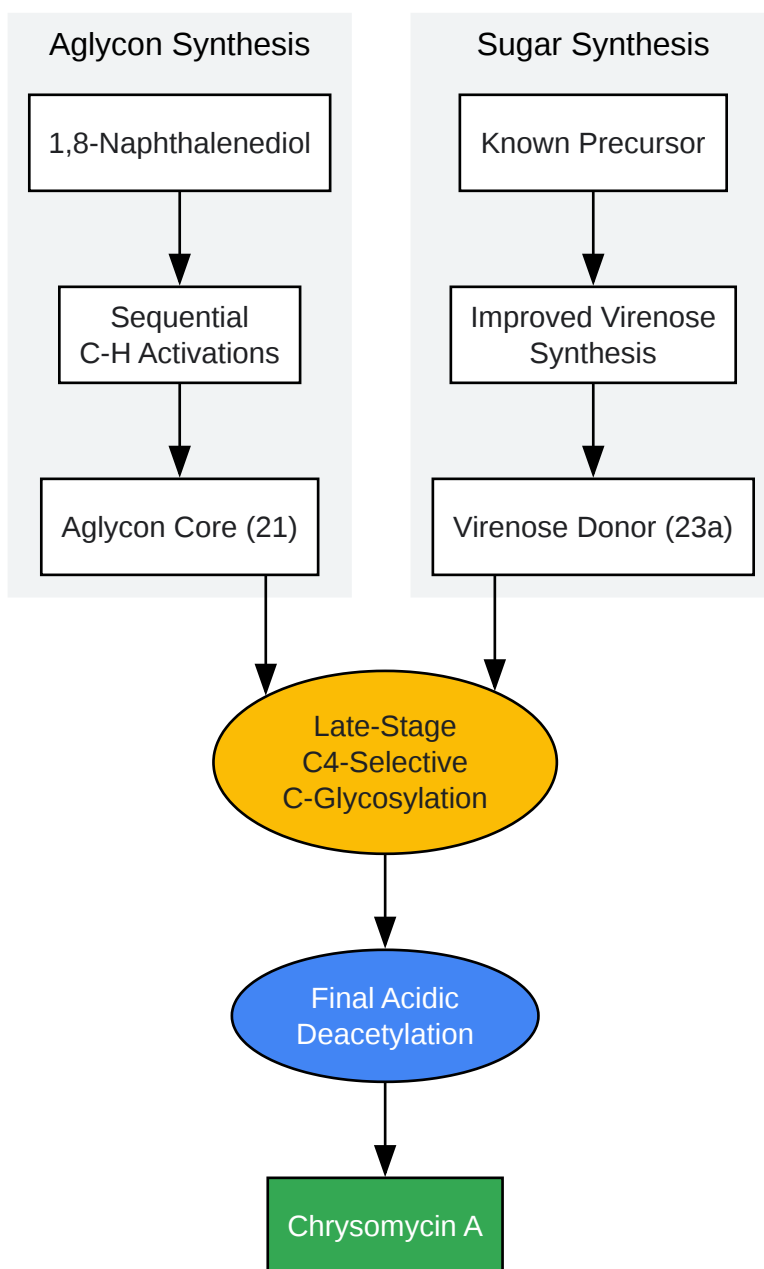 Aglycon Synthesis
1,8-Naphthalenediol
Sequential
C-H Activations
Aglycon Core (21)
Sugar Synthesis
Known Precursor
Improved Virenose
Synthesis
Virenose Donor (23a)
Late-Stage
C4-Selective
C-Glycosylation
Final Acidic
Deacetylation
Chrysomycin A